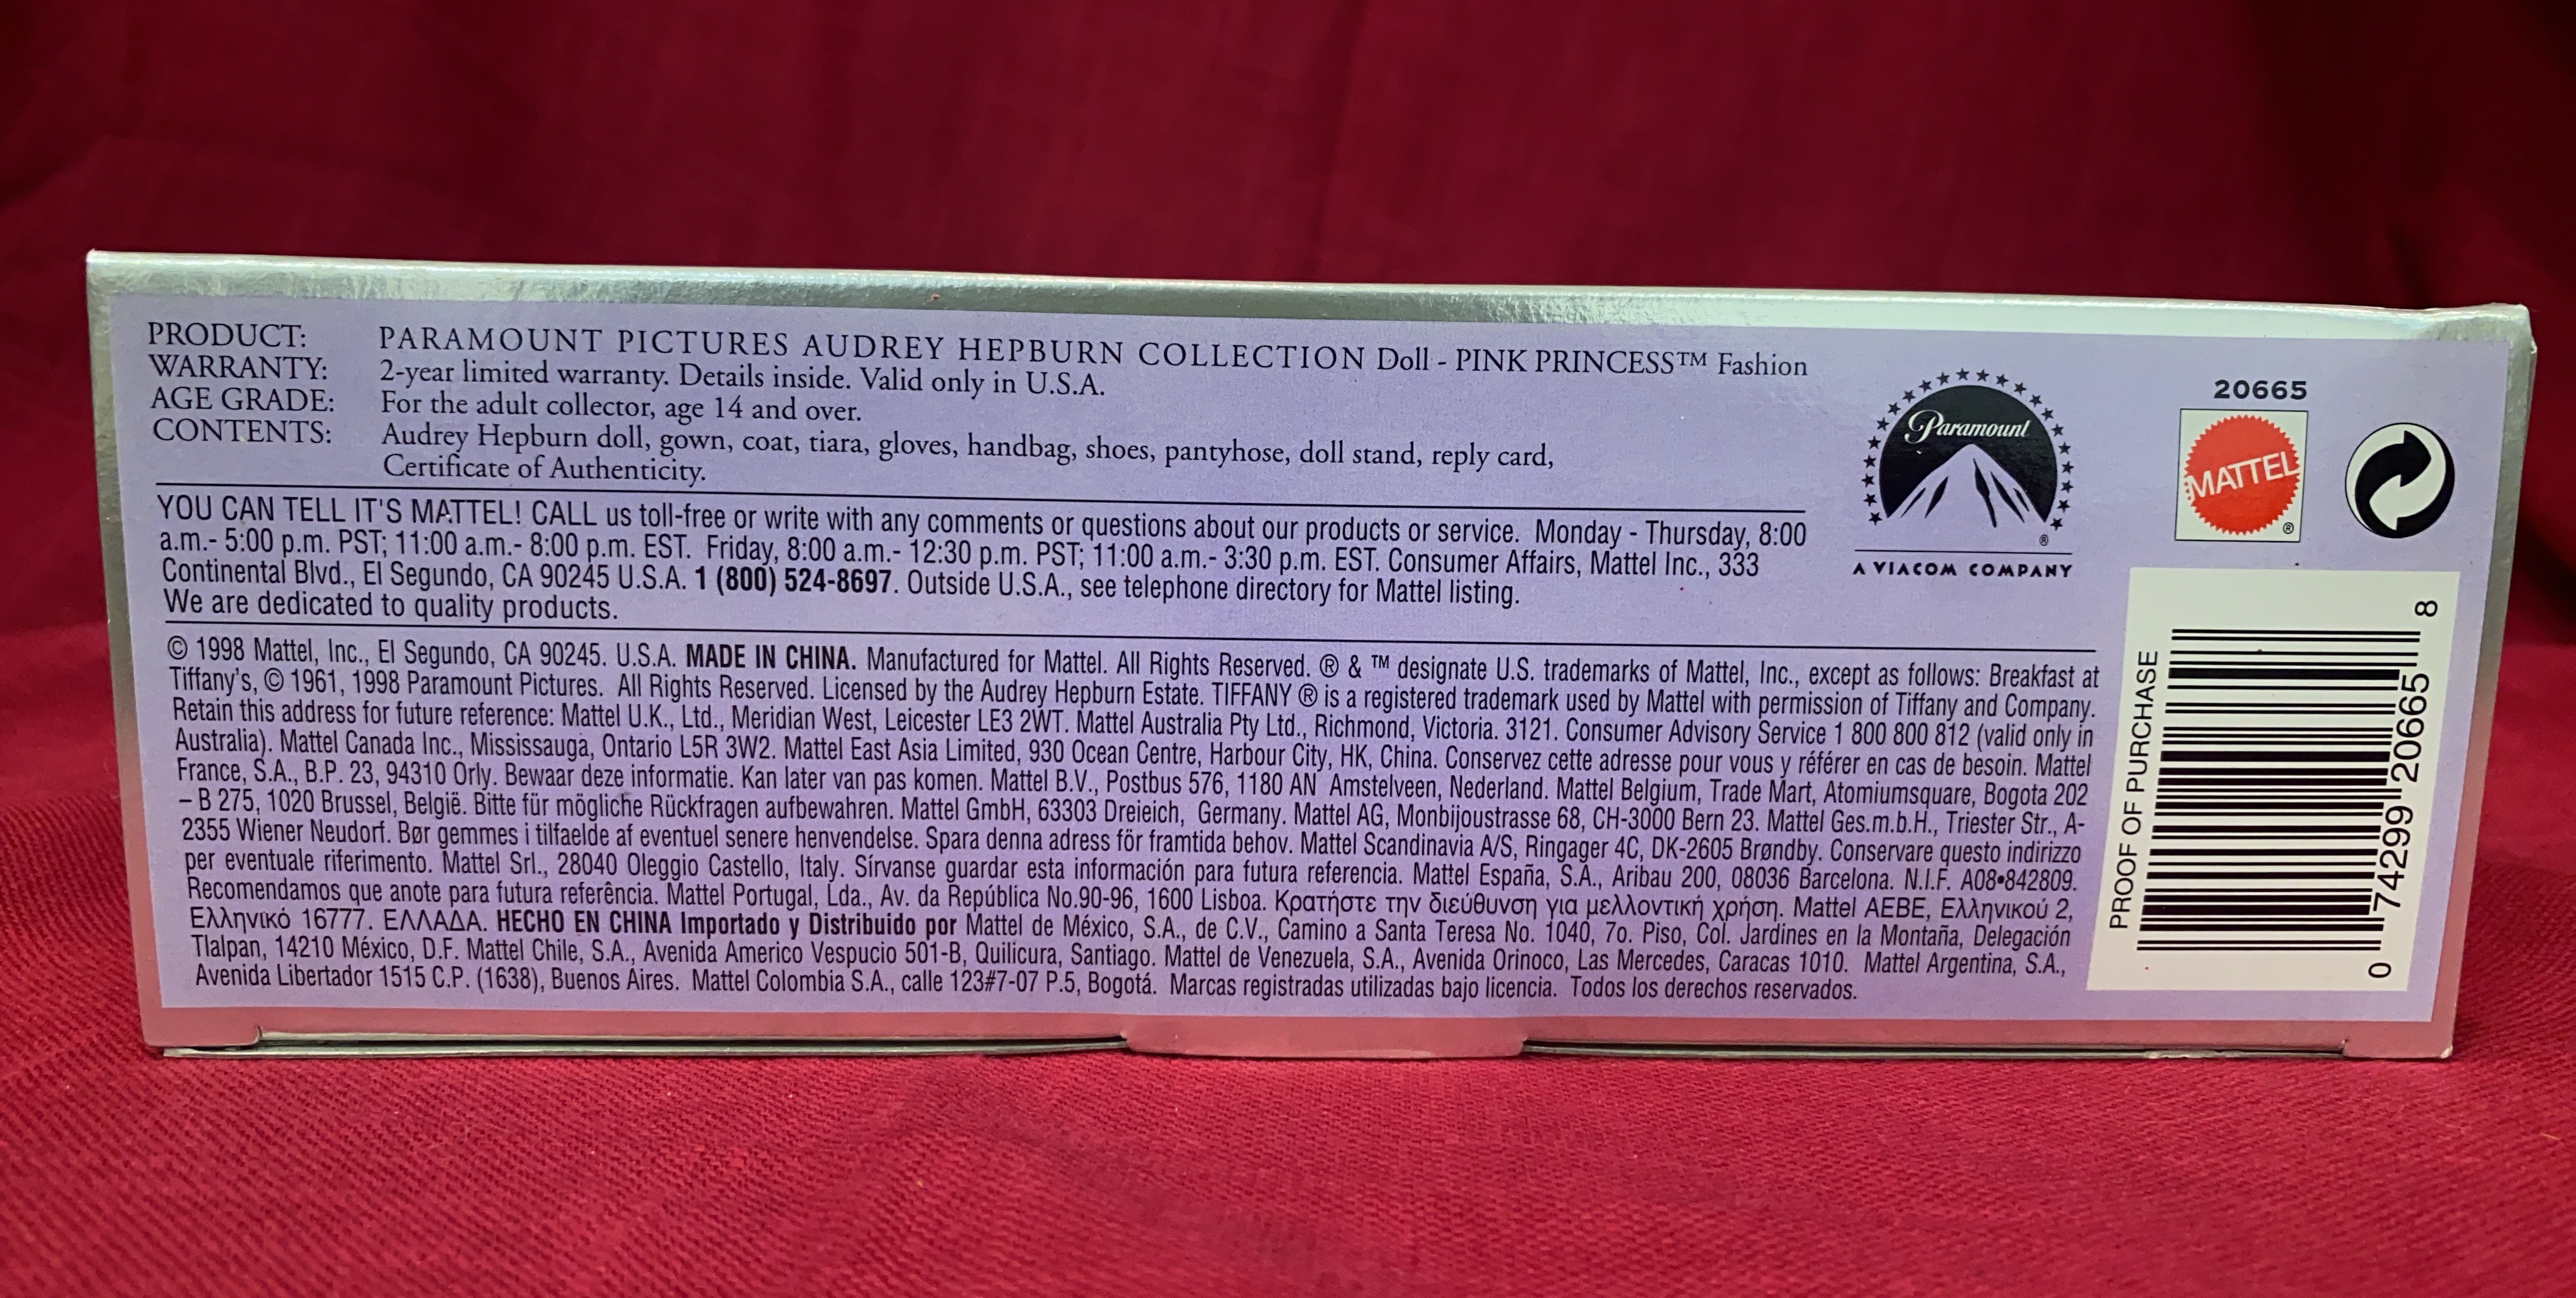 PRODUCT: PARAMOUNT PICTURES AUDREY HEPBURN COLLECTION Doll - PINK PRINCESS™ Fashion
WARRANTY: 2-year limited warranty. Details inside. Valid only in U.S.A.
AGE GRADE: For the adult collector, age 14 and over.
CONTENTS: Audrey Hepburn doll, gown, coat, tiara, gloves, handbag, shoes, pantyhose, doll stand, reply card,
Certificate of Authenticity.
YOU CAN TELL IT'S MATTEL! CALL us toll-free or write with any comments or questions about our products or service. Monday - Thursday, 8:00
a.m.- 5:00 p.m. PST; 11:00 a.m.- 8:00 p.m. EST. Friday, 8:00 a.m.- 12:30 p.m. PST; 11:00 a.m.- 3:30 p.m. EST. Consumer Affairs, Mattel Inc., 333
Continental Blvd., El Segundo, CA 90245 U.S.A. 1 (800) 524-8697. Outside U.S.A., see telephone directory for Mattel listing.
We are dedicated to quality products.
© 1998 Mattel, Inc., El Segundo, CA 90245. U.S.A. MADE IN CHINA. Manufactured for Mattel. All Rights Reserved. ® & ™ designate U.S. trademarks of Mattel, Inc., except as follows: Breakfast at
Tiffany's, © 1961, 1998 Paramount Pictures. All Rights Reserved. Licensed by the Audrey Hepburn Estate. TIFFANY ® is a registered trademark used by Mattel with permission of Tiffany and Company.
Retain this address for future reference: Mattel U.K., Ltd., Meridian West, Leicester LE3 2WT. Mattel Australia Pty Ltd., Richmond, Victoria. 3121. Consumer Advisory Service 1 800 800 812 (valid only in
Australia). Mattel Canada Inc., Mississauga, Ontario L5R 3W2. Mattel East Asia Limited, 930 Ocean Centre, Harbour City, HK, China. Conservez cette adresse pour vous y référer en cas de besoin. Mattel
France, S.A., B.P. 23, 94310 Orly. Bewaar deze informatie. Kan later van pas komen. Mattel B.V., Postbus 576, 1180 AN Amstelveen, Nederland. Mattel Belgium, Trade Mart, Atomiumsquare, Bogota 202
– B 275, 1020 Brussel, België. Bitte für mögliche Rückfragen aufbewahren. Mattel GmbH, 63303 Dreieich, Germany. Mattel AG, Monbijoustrasse 68, CH-3000 Bern 23. Mattel Ges.m.b.H., Triester Str., A-
2355 Wiener Neudorf. Bør gemmes i tilfaelde af eventuel senere henvendelse. Spara denna adress för framtida behov. Mattel Scandinavia A/S, Ringager 4C, DK-2605 Brøndby. Conservare questo indirizzo
per eventuale riferimento. Mattel Srl., 28040 Oleggio Castello, Italy. Sírvanse guardar esta información para futura referencia. Mattel España, S.A., Aribau 200, 08036 Barcelona. N.I.F. A08•842809.
Recomendamos que anote para futura referência. Mattel Portugal, Lda., Av. da República No.90-96, 1600 Lisboa. Κρατήστε την διεύθυνση για μελλοντική χρήση. Mattel AEBE, Ελληνικού 2,
Ελληνικό 16777. ΕΛΛΑΔΑ. HECHO EN CHINA Importado y Distribuido por Mattel de México, S.A., de C.V., Camino a Santa Teresa No. 1040, 7o. Piso, Col. Jardines en la Montaña, Delegación
Tlalpan, 14210 México, D.F. Mattel Chile, S.A., Avenida Americo Vespucio 501-B, Quilicura, Santiago. Mattel de Venezuela, S.A., Avenida Orinoco, Las Mercedes, Caracas 1010. Mattel Argentina, S.A.,
Avenida Libertador 1515 C.P. (1638), Buenos Aires. Mattel Colombia S.A., calle 123#7-07 P.5, Bogotá. Marcas registradas utilizadas bajo licencia. Todos los derechos reservados.
Paramount
®
A VIACOM COMPANY
20665
MATTEL
®
PROOF OF PURCHASE
0 74299 20665 8